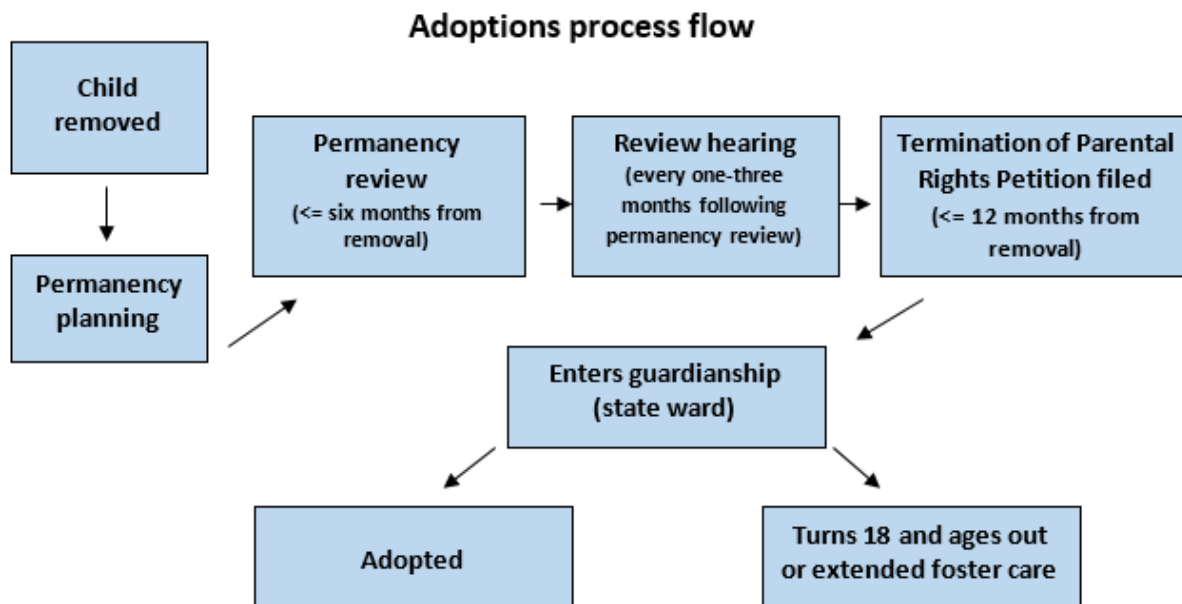 Adoptions process flow
Child
removed
Permanency
planning
Permanency
review
(<= six months from
removal)
Review hearing
(every one-three
months following
permanency review)
Termination of Parental
Rights Petition filed
(<= 12 months from
removal)
Enters guardianship
(state ward)
Adopted
Turns 18 and ages out
or extended foster care